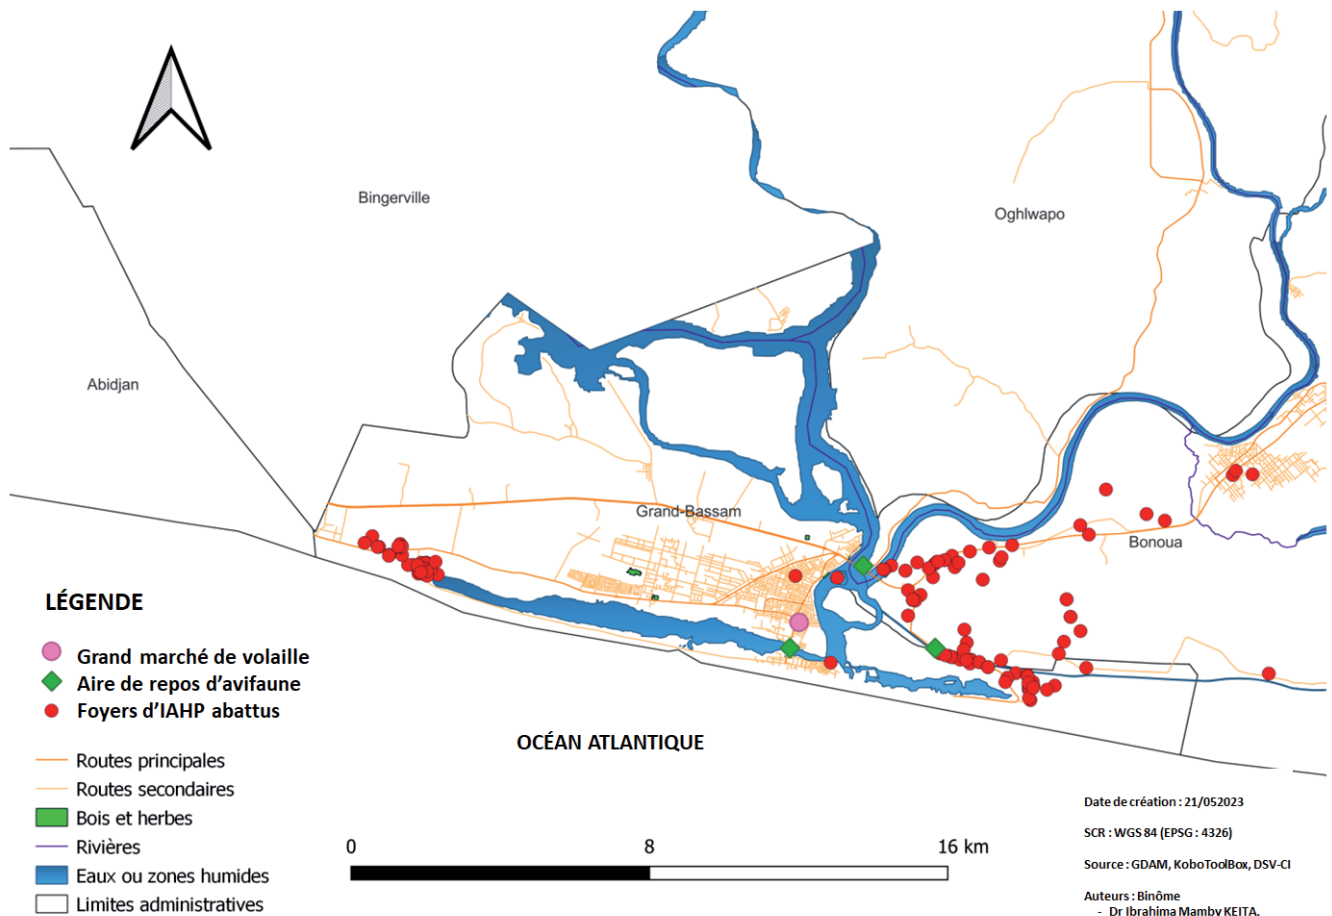 Bingerville
Oghlwapo
Abidjan
Grand-Bassam
Bonoua
LÉGENDE
Grand marché de volaille
Aire de repos d'avifaune
Foyers d'IAHP abattus
Routes principales
Routes secondaires
Bois et herbes
Rivières
Eaux ou zones humides
Limites administratives
OCÉAN ATLANTIQUE
0 8 16 km
Date de création : 21/052023
SCR : WGS 84 (EPSG : 4326)
Source : GDAM, KoboToolBox, DSV-CI
Auteurs : Binôme
- Dr Ibrahima Mamby KEITA.